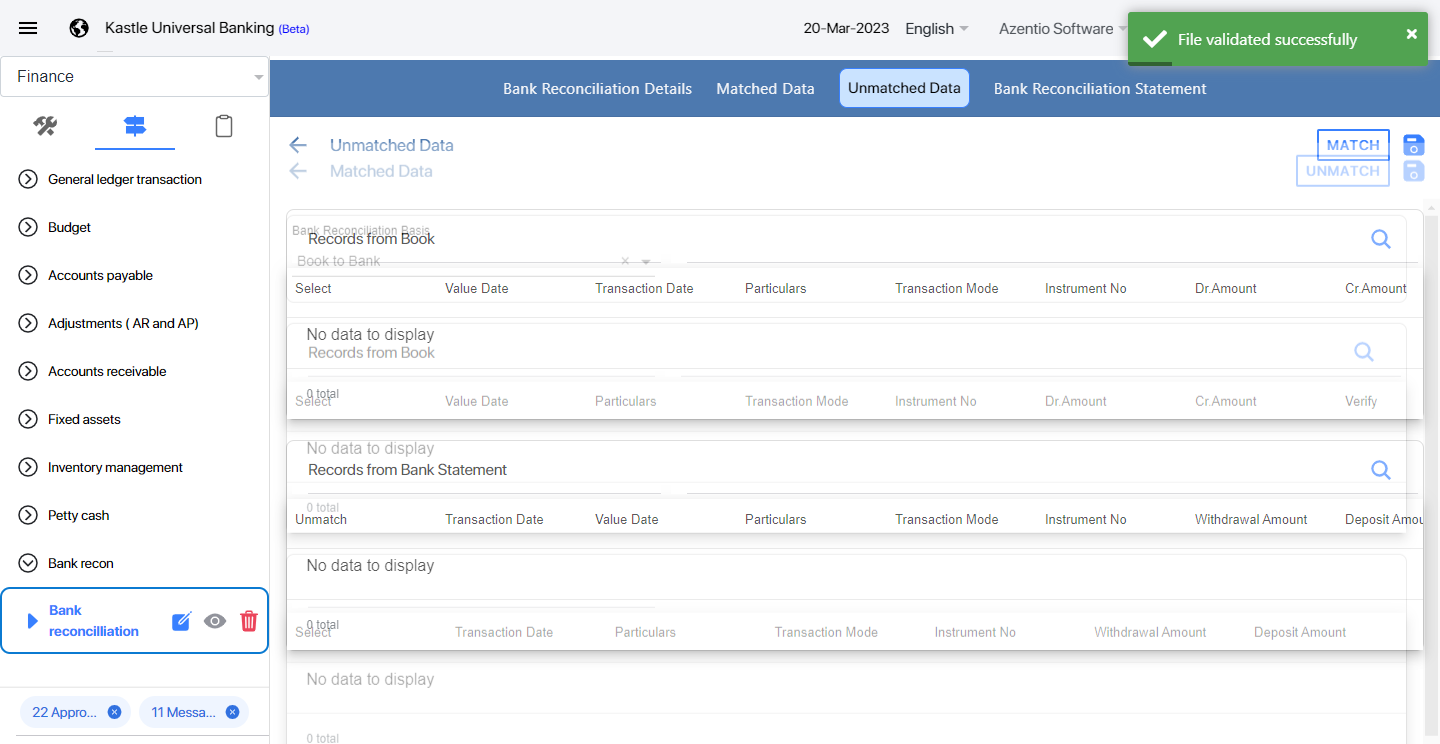 Kastle Universal Banking (Beta)
20-Mar-2023
English
Azentio Software
File validated successfully
Finance
Bank Reconciliation Details
Matched Data
Unmatched Data
Bank Reconciliation Statement
Unmatched Data
MATCH
Matched Data
UNMATCH
General ledger transaction
Budget
Accounts payable
Adjustments ( AR and AP)
Accounts receivable
Fixed assets
Inventory management
Petty cash
Bank recon
Bank
reconcilliation
22 Appro...
11 Messa...
Bank Reconciliation Basis
Records from Book
Book to Bank
Select Value Date Transaction Date Particulars Transaction Mode Instrument No Dr.Amount Cr.Amount
No data to display
Records from Book
0 total
Select Value Date Particulars Transaction Mode Instrument No Dr.Amount Cr.Amount Verify
No data to display
Records from Bank Statement
0 total
Unmatch Transaction Date Value Date Particulars Transaction Mode Instrument No Withdrawal Amount Deposit Amou
No data to display
0 total
Select Transaction Date Particulars Transaction Mode Instrument No Withdrawal Amount Deposit Amount
No data to display
0 total